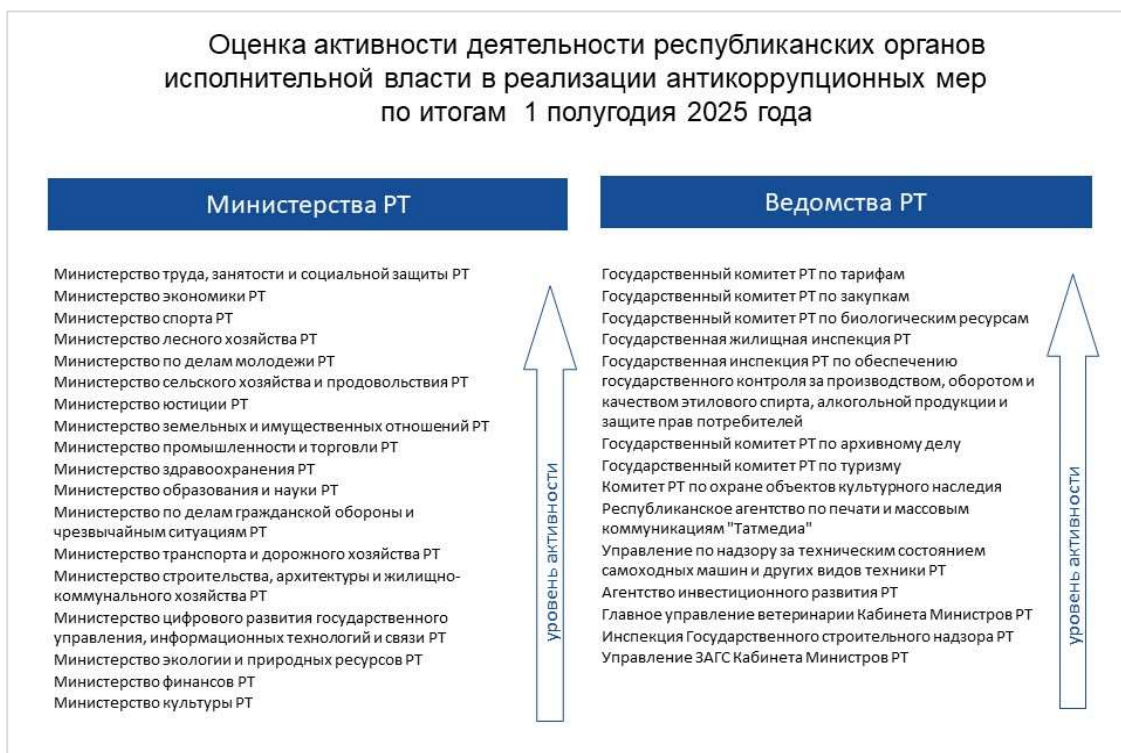 Оценка активности деятельности республиканских органов
исполнительной власти в реализации антикоррупционных мер
по итогам 1 полугодия 2025 года
Министерства РТ
Министерство труда, занятости и социальной защиты РТ
Министерство экономики РТ
Министерство спорта РТ
Министерство лесного хозяйства РТ
Министерство по делам молодежи РТ
Министерство сельского хозяйства и продовольствия РТ
Министерство юстиции РТ
Министерство земельных и имущественных отношений РТ
Министерство промышленности и торговли РТ
Министерство здравоохранения РТ
Министерство образования и науки РТ
Министерство по делам гражданской обороны и
чрезвычайным ситуациям РТ
Министерство транспорта и дорожного хозяйства РТ
Министерство строительства, архитектуры и жилищно-
коммунального хозяйства РТ
Министерство цифрового развития государственного
управления, информационных технологий и связи РТ
Министерство экологии и природных ресурсов РТ
Министерство финансов РТ
Министерство культуры РТ
уровень активности
Ведомства РТ
Государственный комитет РТ по тарифам
Государственный комитет РТ по закупкам
Государственный комитет РТ по биологическим ресурсам
Государственная жилищная инспекция РТ
Государственная инспекция РТ по обеспечению
государственного контроля за производством, оборотом и
качеством этилового спирта, алкогольной продукции и
защите прав потребителей
Государственный комитет РТ по архивному делу
Государственный комитет РТ по туризму
Комитет РТ по охране объектов культурного наследия
Республиканское агентство по печати и массовым
коммуникациям "Татмедиа"
Управление по надзору за техническим состоянием
самоходных машин и других видов техники РТ
Агентство инвестиционного развития РТ
Главное управление ветеринарии Кабинета Министров РТ
Инспекция Государственного строительного надзора РТ
Управление ЗАГС Кабинета Министров РТ
уровень активности